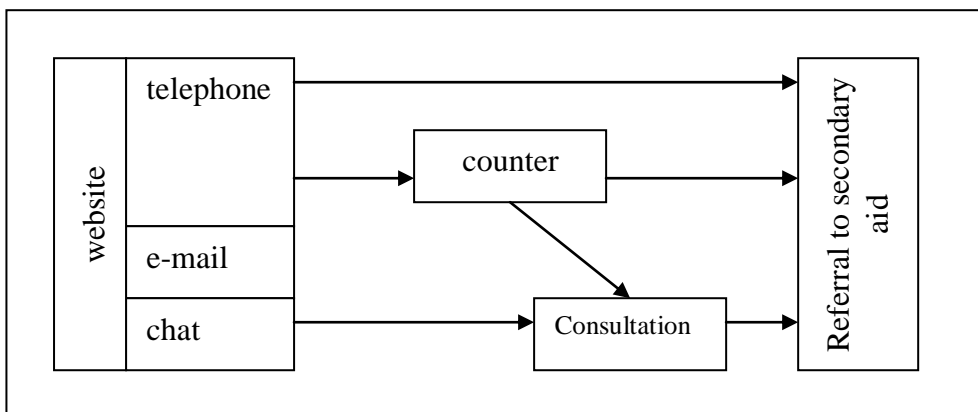 website
telephone
e-mail
chat
counter
Consultation
Referral to secondary
aid